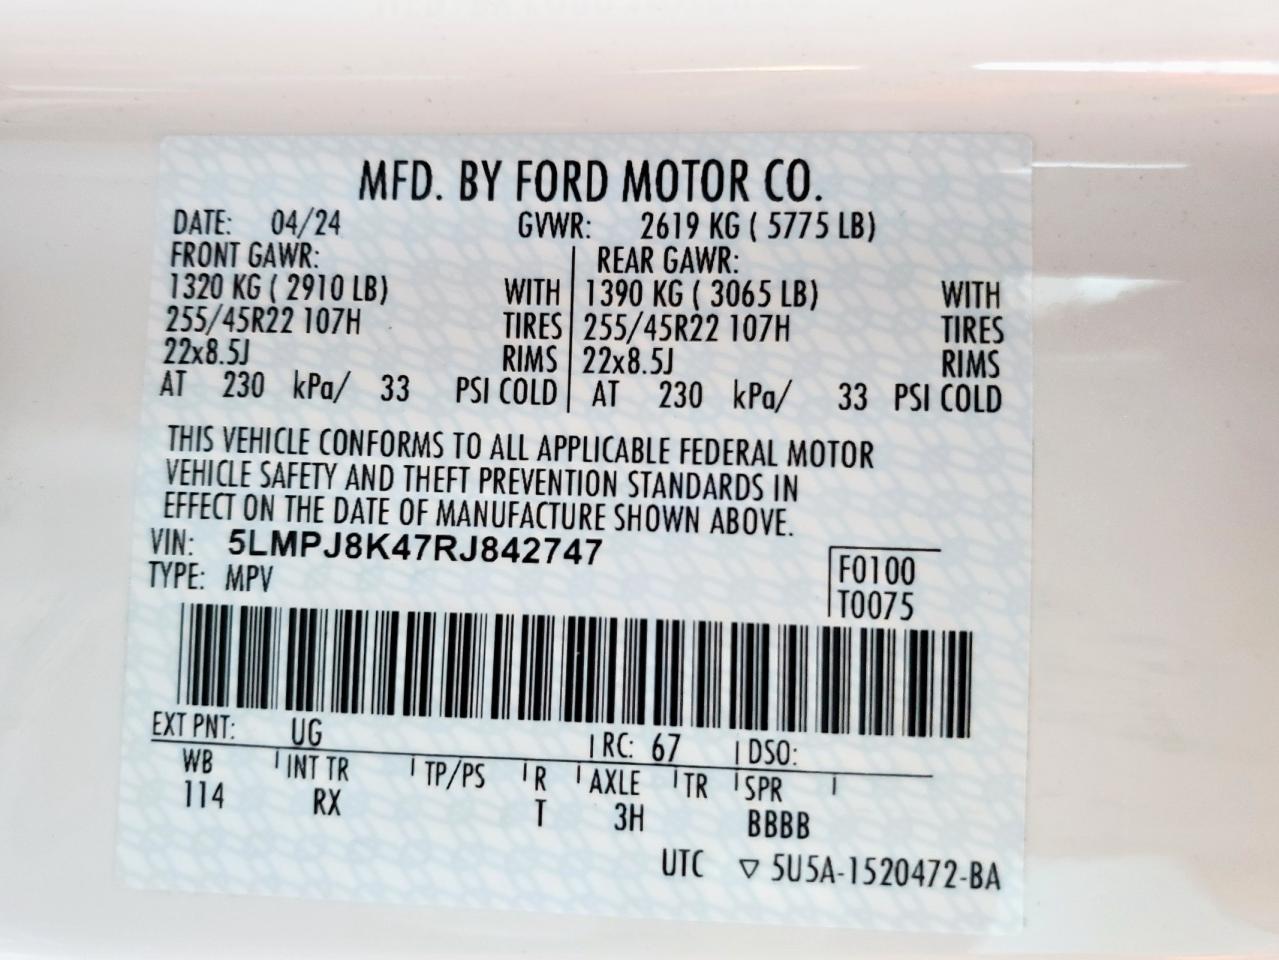 MFD. BY FORD MOTOR CO.
DATE: 04/24 GVWR: 2619 KG ( 5775 LB)
FRONT GAWR: REAR GAWR:
1320 KG ( 2910 LB) WITH 1390 KG ( 3065 LB) WITH
255/45R22 107H TIRES 255/45R22 107H TIRES
22x8.5J RIMS 22x8.5J RIMS
AT 230 kPa/ 33 PSI COLD AT 230 kPa/ 33 PSI COLD
THIS VEHICLE CONFORMS TO ALL APPLICABLE FEDERAL MOTOR
VEHICLE SAFETY AND THEFT PREVENTION STANDARDS IN
EFFECT ON THE DATE OF MANUFACTURE SHOWN ABOVE.
VIN: 5LMPJ8K47RJ842747
TYPE: MPV
F0100
T0075
EXT PNT: UG RC: 67 DSO:
WB INT TR TP/PS R AXLE TR SPR
114 RX T 3H BBBB
UTC ▽ 5U5A-1520472-BA